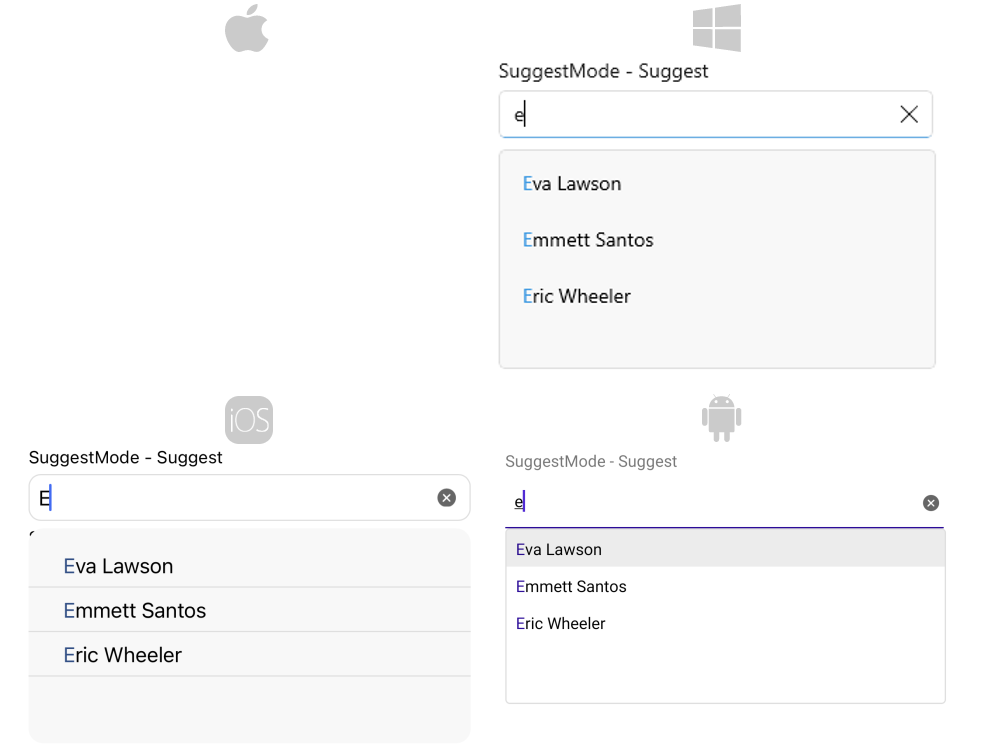 SuggestMode - Suggest
e
Eva Lawson
Emmett Santos
Eric Wheeler
iOS
SuggestMode - Suggest
E
Eva Lawson
Emmett Santos
Eric Wheeler
SuggestMode - Suggest
e
Eva Lawson
Emmett Santos
Eric Wheeler